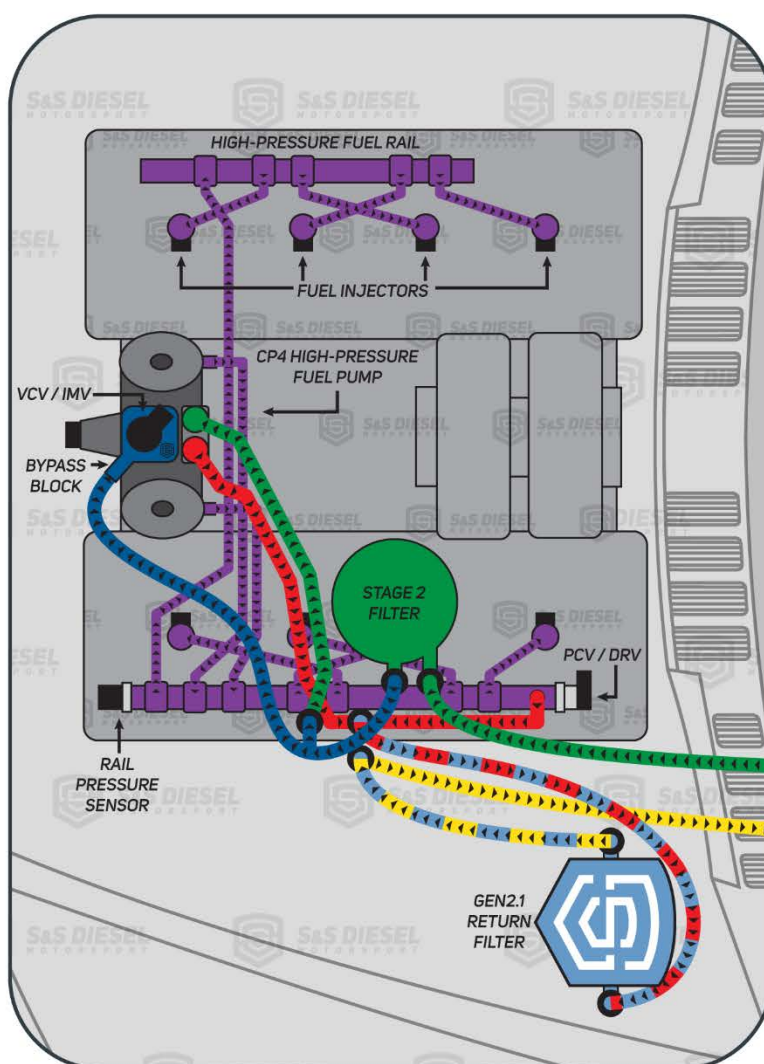 S&S DIESEL
MOTORSPORT
HIGH-PRESSURE FUEL RAIL
FUEL INJECTORS
CP4 HIGH-PRESSURE
FUEL PUMP
VCV / IMV
BYPASS
BLOCK
STAGE 2
FILTER
PCV / DRV
RAIL
PRESSURE
SENSOR
GEN2.1
RETURN
FILTER